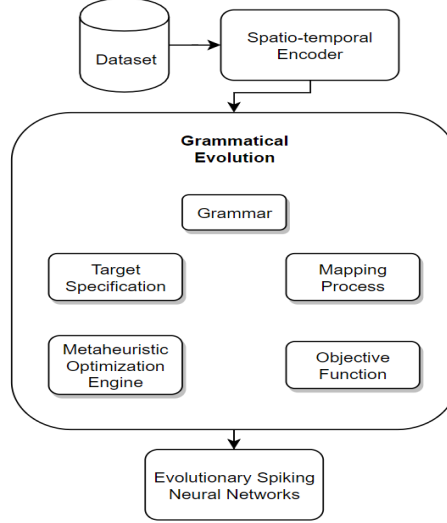 Dataset
Spatio-temporal
Encoder
Grammatical
Evolution
Grammar
Target
Specification
Mapping
Process
Metaheuristic
Optimization
Engine
Objective
Function
Evolutionary Spiking
Neural Networks